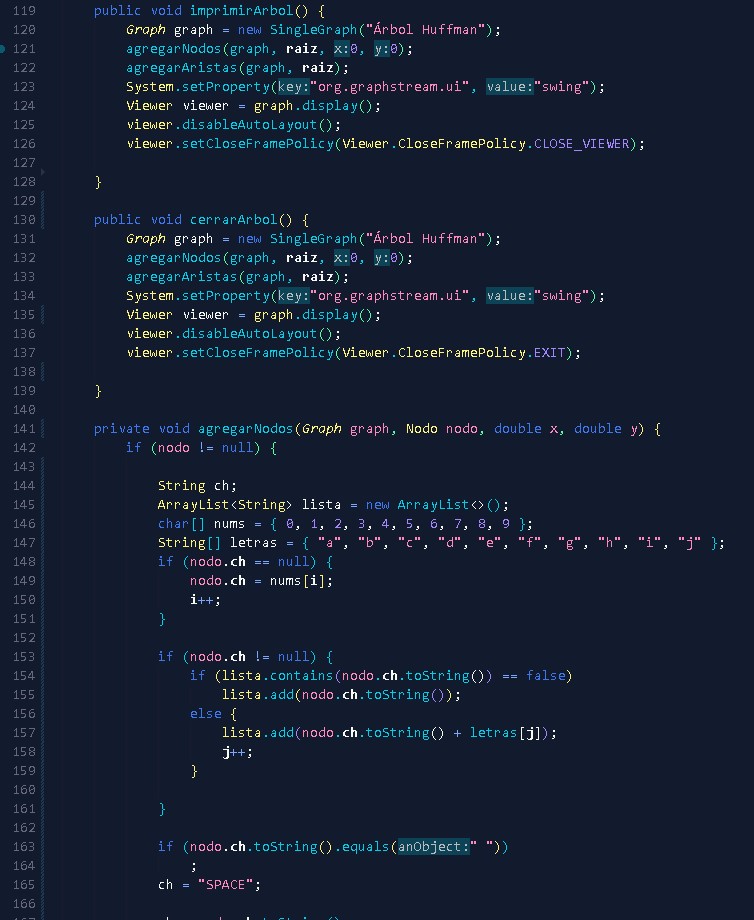 119 public void imprimirArbol() {
120 Graph graph = new SingleGraph("Árbol Huffman");
121 agregarNodos(graph, raiz, x:0, y:0);
122 agregarAristas(graph, raiz);
123 System.setProperty(key:"org.graphstream.ui", value:"swing");
124 Viewer viewer = graph.display();
125 viewer.disableAutoLayout();
126 viewer.setCloseFramePolicy(Viewer.CloseFramePolicy.CLOSE_VIEWER);
127
128 }
129
130 public void cerrarArbol() {
131 Graph graph = new SingleGraph("Árbol Huffman");
132 agregarNodos(graph, raiz, x:0, y:0);
133 agregarAristas(graph, raiz);
134 System.setProperty(key:"org.graphstream.ui", value:"swing");
135 Viewer viewer = graph.display();
136 viewer.disableAutoLayout();
137 viewer.setCloseFramePolicy(Viewer.CloseFramePolicy.EXIT);
138
139 }
140
141 private void agregarNodos(Graph graph, Nodo nodo, double x, double y) {
142 if (nodo != null) {
143
144 String ch;
145 ArrayList<String> lista = new ArrayList<>();
146 char[] nums = { 0, 1, 2, 3, 4, 5, 6, 7, 8, 9 };
147 String[] letras = { "a", "b", "c", "d", "e", "f", "g", "h", "i", "j" };
148 if (nodo.ch == null) {
149 nodo.ch = nums[i];
150 i++;
151 }
152
153 if (nodo.ch != null) {
154 if (lista.contains(nodo.ch.toString()) == false)
155 lista.add(nodo.ch.toString());
156 else {
157 lista.add(nodo.ch.toString() + letras[j]);
158 j++;
159 }
160
161 }
162
163 if (nodo.ch.toString().equals(anObject:" "))
164 ;
165 ch = "SPACE";
166